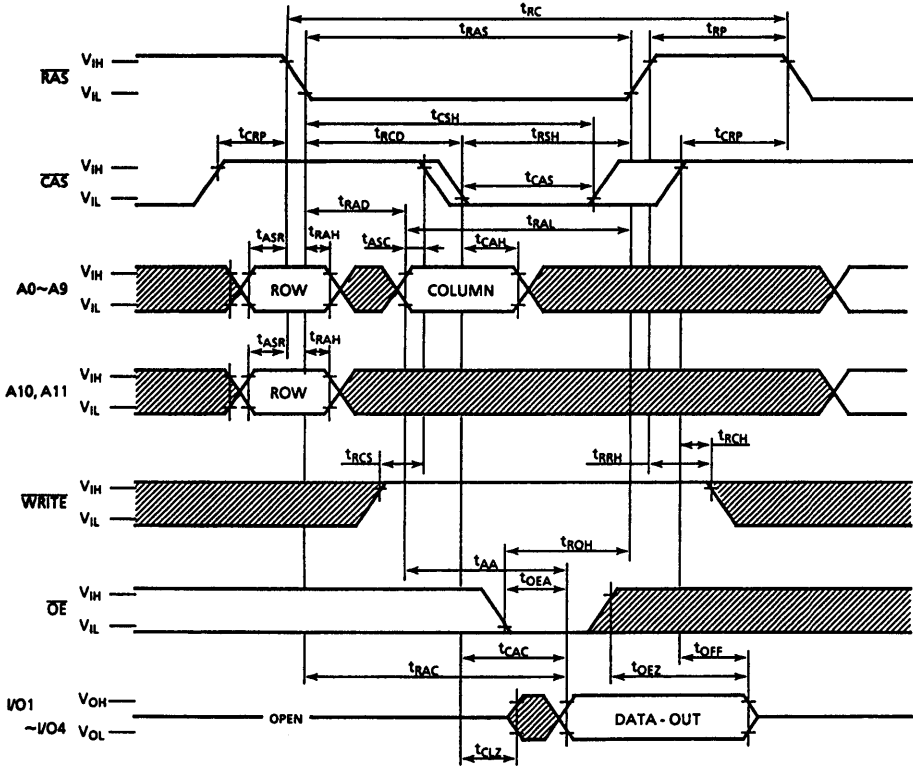 tRC
tRAS
tRP
RAS
VIH
VIL
tCSH
tCRP
tRCD
tRSH
tCRP
CAS
VIH
VIL
tCAS
tRAD
tRAL
tASR
tRAH
tASC
tCAH
A0~A9
VIH
VIL
ROW
COLUMN
tASR
tRAH
A10, A11
VIH
VIL
ROW
tRCS
tRRH
tRCH
WRITE
VIH
VIL
tROH
tAA
tOEA
OE
VIH
VIL
tCAC
tOFF
tRAC
tOEZ
I/O1
~I/O4
VOH
VOL
OPEN
DATA - OUT
tCLZ